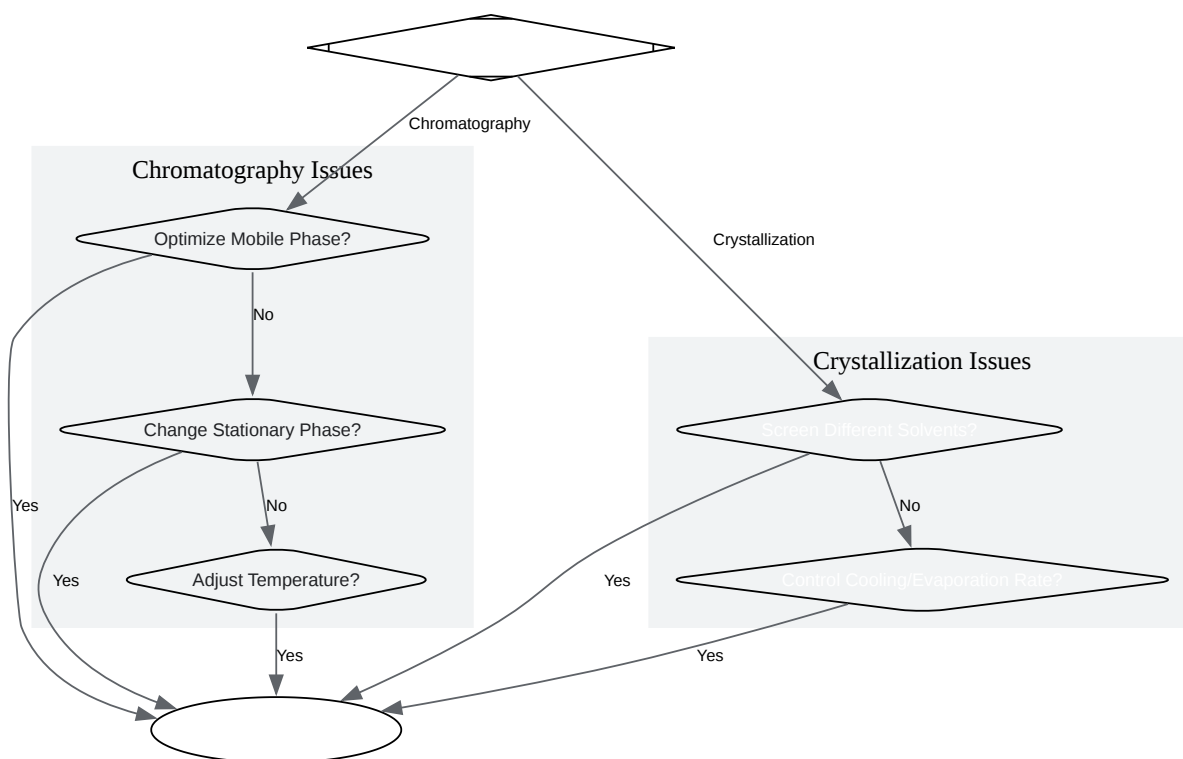 Chromatography
Chromatography Issues
Optimize Mobile Phase?
Crystallization
No
Crystallization Issues
Change Stationary Phase?
Screen Different Solvents?
Yes
No
No
Yes
Adjust Temperature?
Yes
Control Cooling/Evaporation Rate?
Yes
Yes